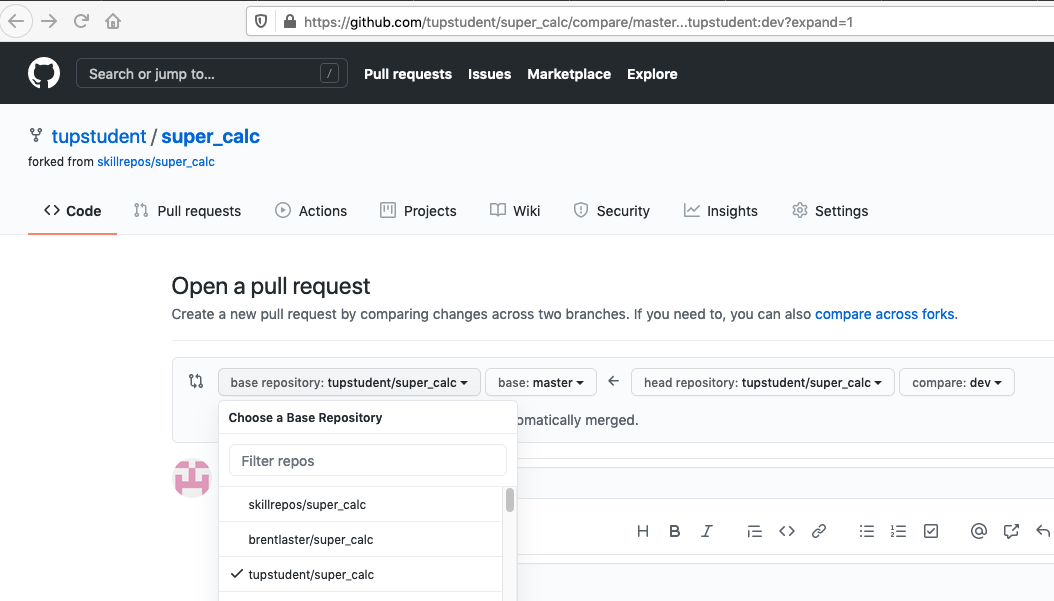 https://github.com/tupstudent/super_calc/compare/master...tupstudent:dev?expand=1
Search or jump to... / Pull requests Issues Marketplace Explore
tupstudent / super_calc
forked from skillrepos/super_calc
Code Pull requests Actions Projects Wiki Security Insights Settings
Open a pull request
Create a new pull request by comparing changes across two branches. If you need to, you can also compare across forks.
base repository: tupstudent/super_calc base: master head repository: tupstudent/super_calc compare: dev
Choose a Base Repository
omatically merged.
Filter repos
skillrepos/super_calc
H B I
brentlaster/super_calc
tupstudent/super_calc